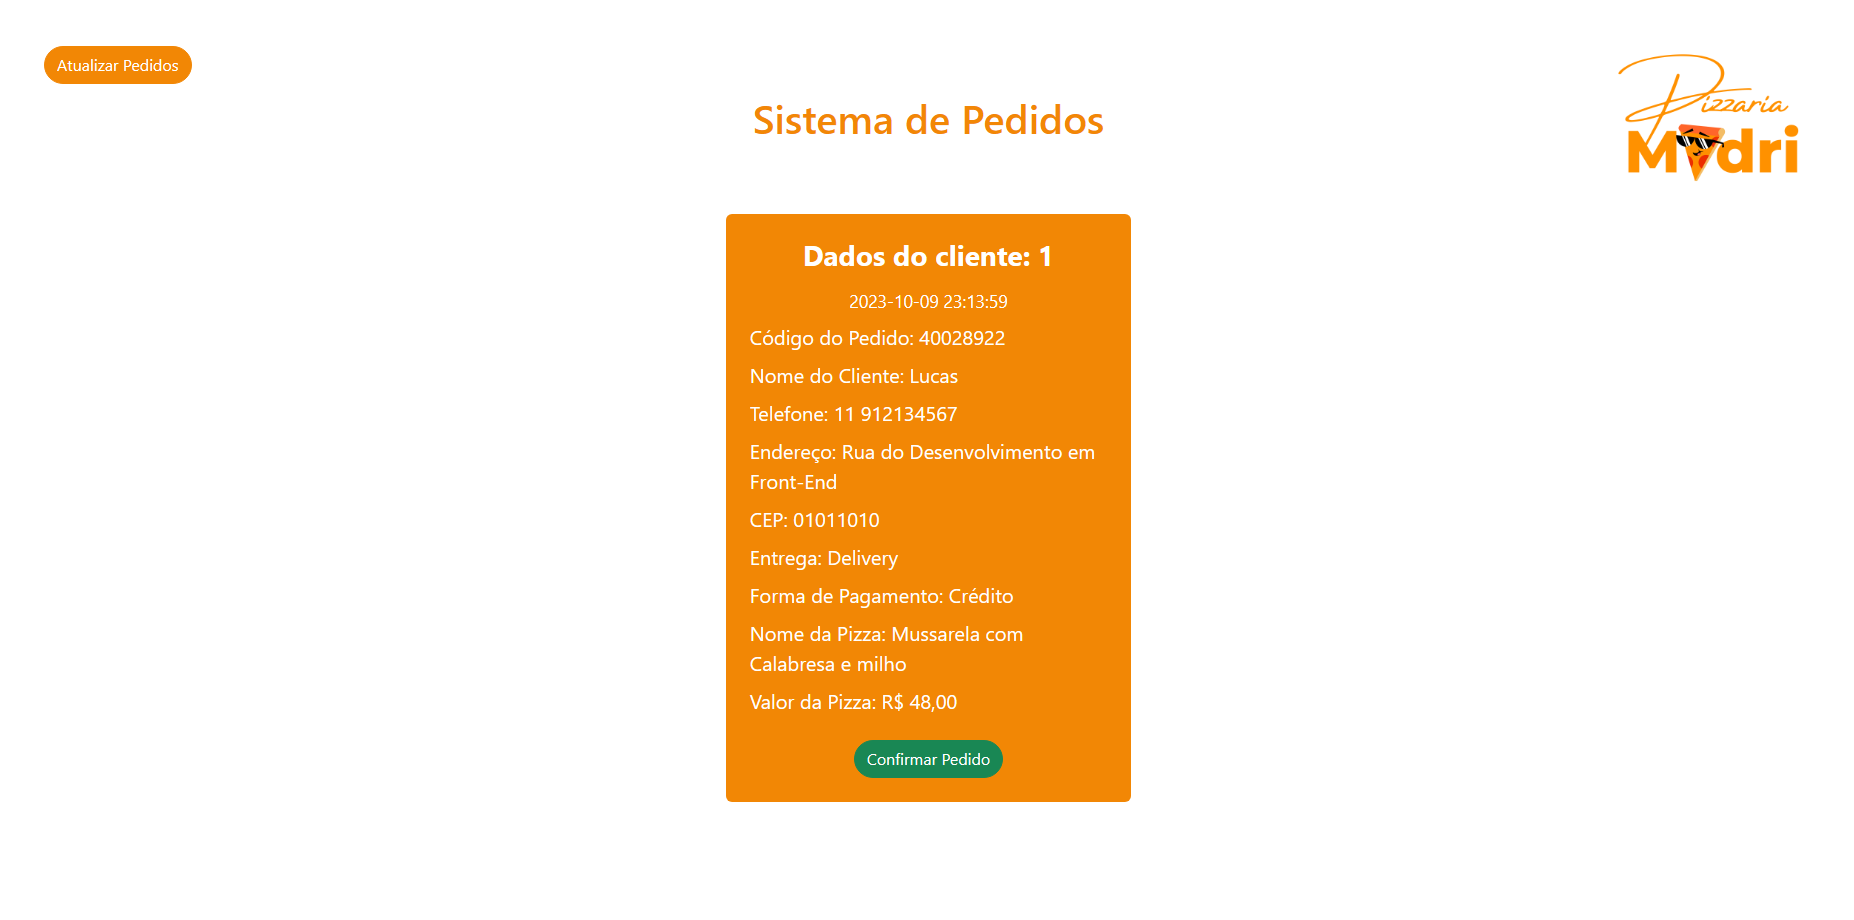 Atualizar Pedidos
Pizzaria
Madri
Sistema de Pedidos
Dados do cliente: 1
2023-10-09 23:13:59
Código do Pedido: 40028922
Nome do Cliente: Lucas
Telefone: 11 912134567
Endereço: Rua do Desenvolvimento em
Front-End
CEP: 01011010
Entrega: Delivery
Forma de Pagamento: Crédito
Nome da Pizza: Mussarela com
Calabresa e milho
Valor da Pizza: R$ 48,00
Confirmar Pedido